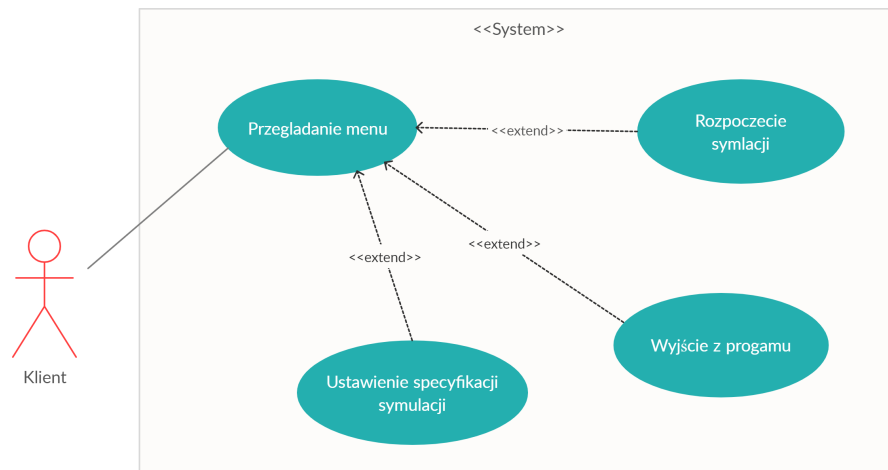 <<System>>
Przegladanie menu
<<extend>>
Rozpoczecie
symlacji
<<extend>>
<<extend>>
Wyjście z progamu
Klient
Ustawienie specyfikacji
symulacji